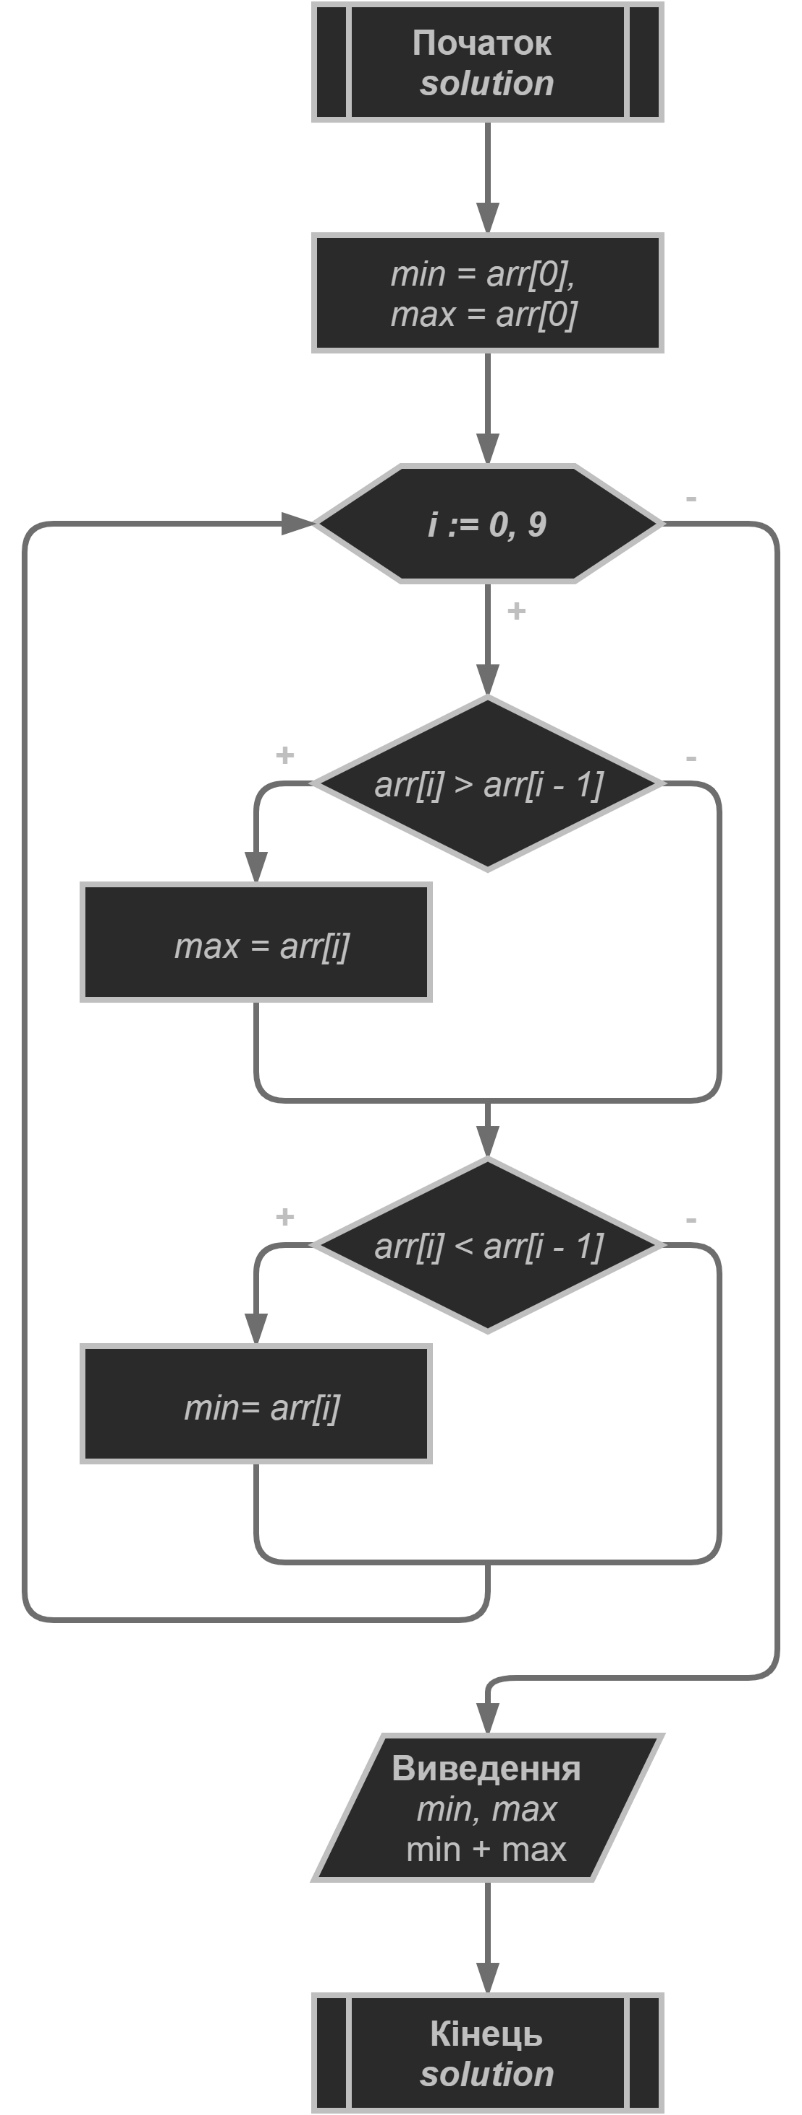 Початок
solution
min = arr[0],
max = arr[0]
i := 0, 9
-
+
+
arr[i] > arr[i - 1]
-
max = arr[i]
+
arr[i] < arr[i - 1]
-
min= arr[i]
Виведення
min, max
min + max
Кінець
solution